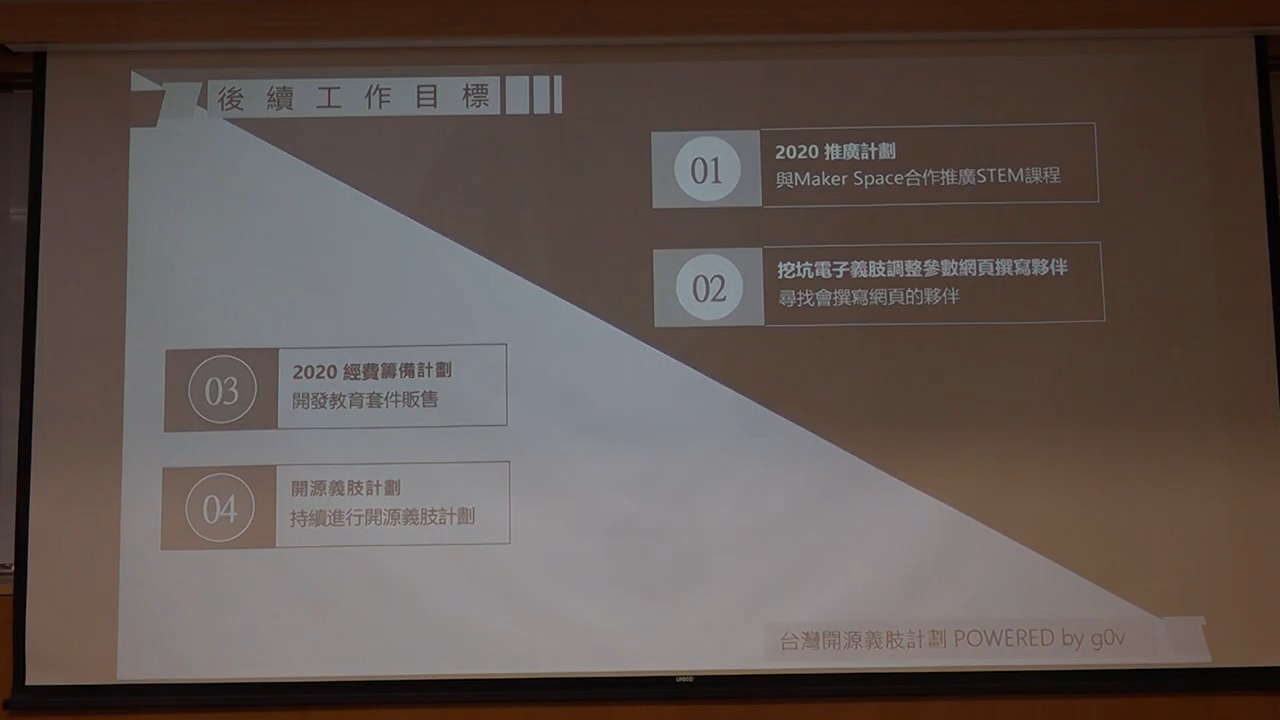 後續工作目標
01
2020 推廣計劃
與Maker Space合作推廣STEM課程
02
挖坑電子義肢調整參數網頁撰寫夥伴
尋找會撰寫網頁的夥伴
03
2020 經費籌備計劃
開發教育套件販售
04
開源義肢計劃
持續進行開源義肢計劃
台灣開源義肢計劃 POWERED by g0v